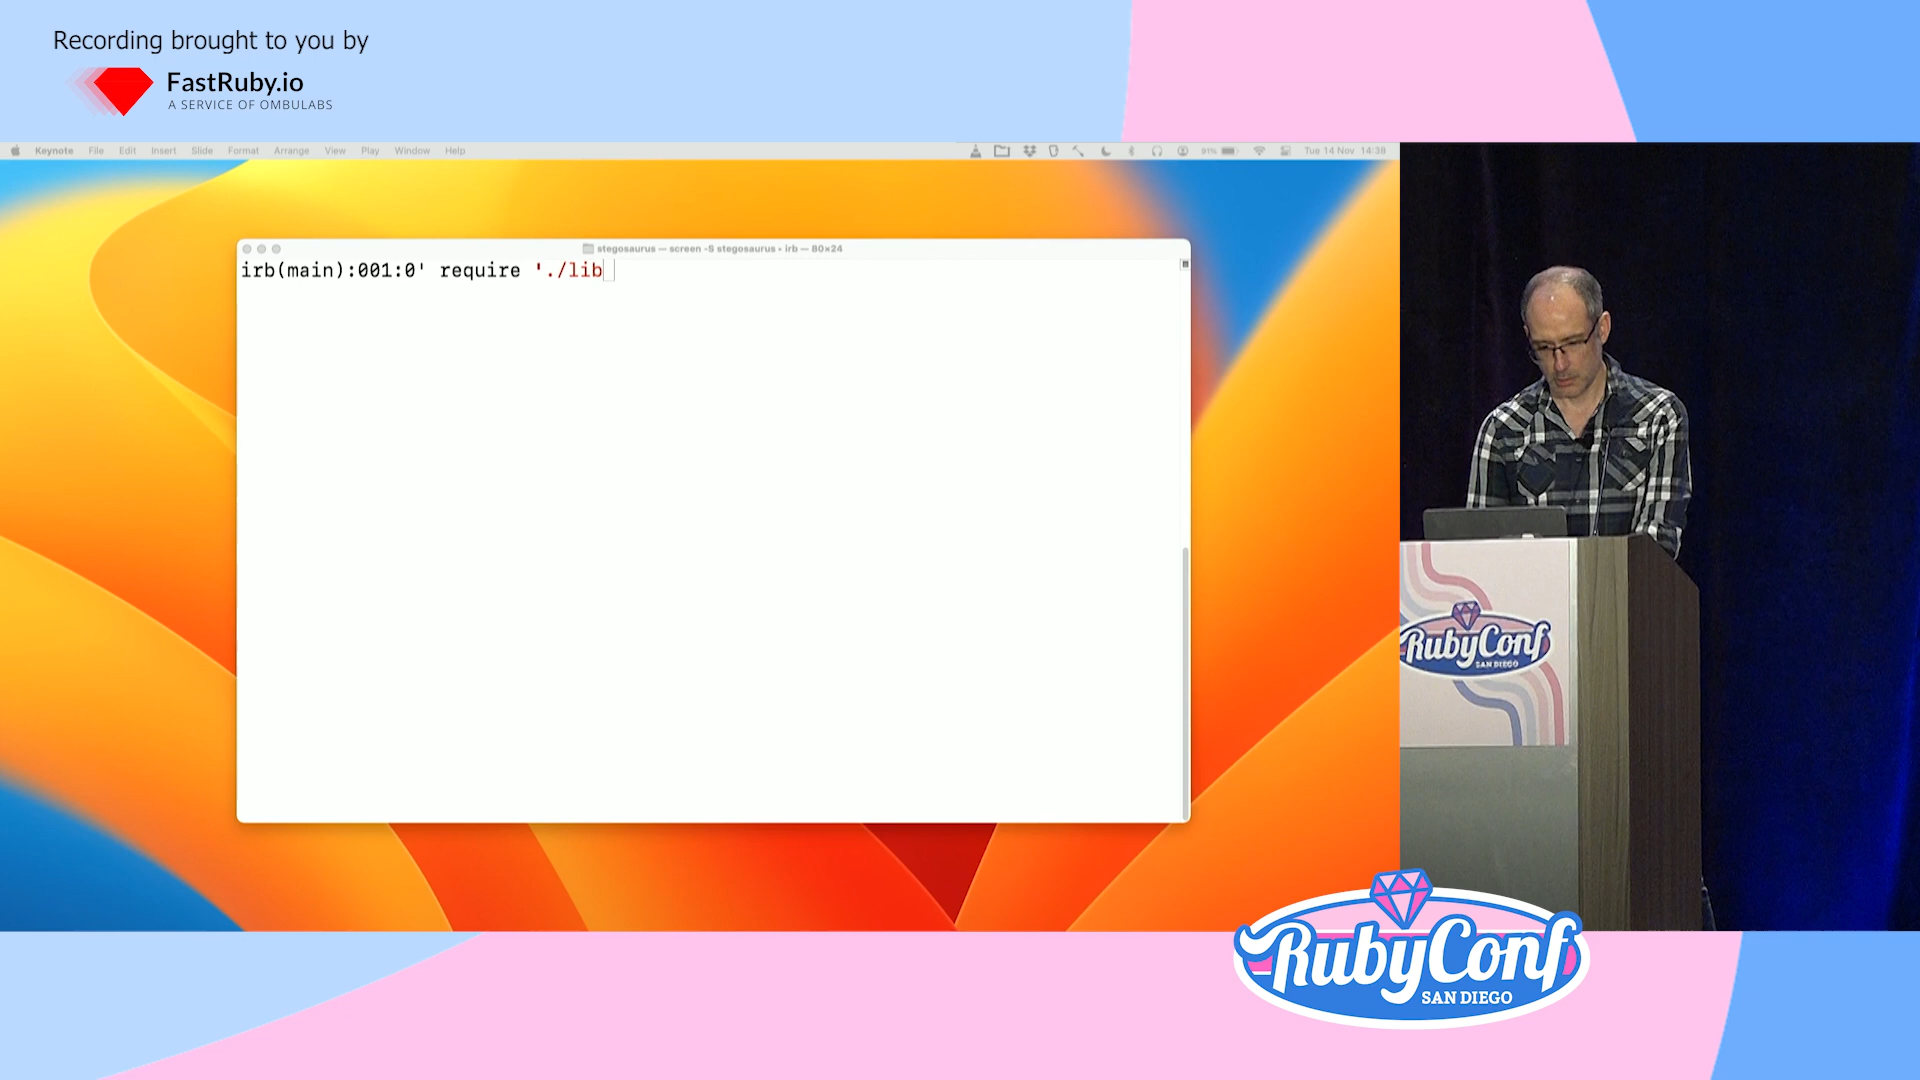 Recording brought to you by
FastRuby.io
A SERVICE OF OMBULABS
Keynote File Edit Insert Slide Format Arrange View Play Window Help
91% Tue 14 Nov 14:38
stegosaurus — screen -S stegosaurus • irb — 80×24
irb(main):001:0' require './lib
RubyConf
SAN DIEGO
RubyConf
SAN DIEGO